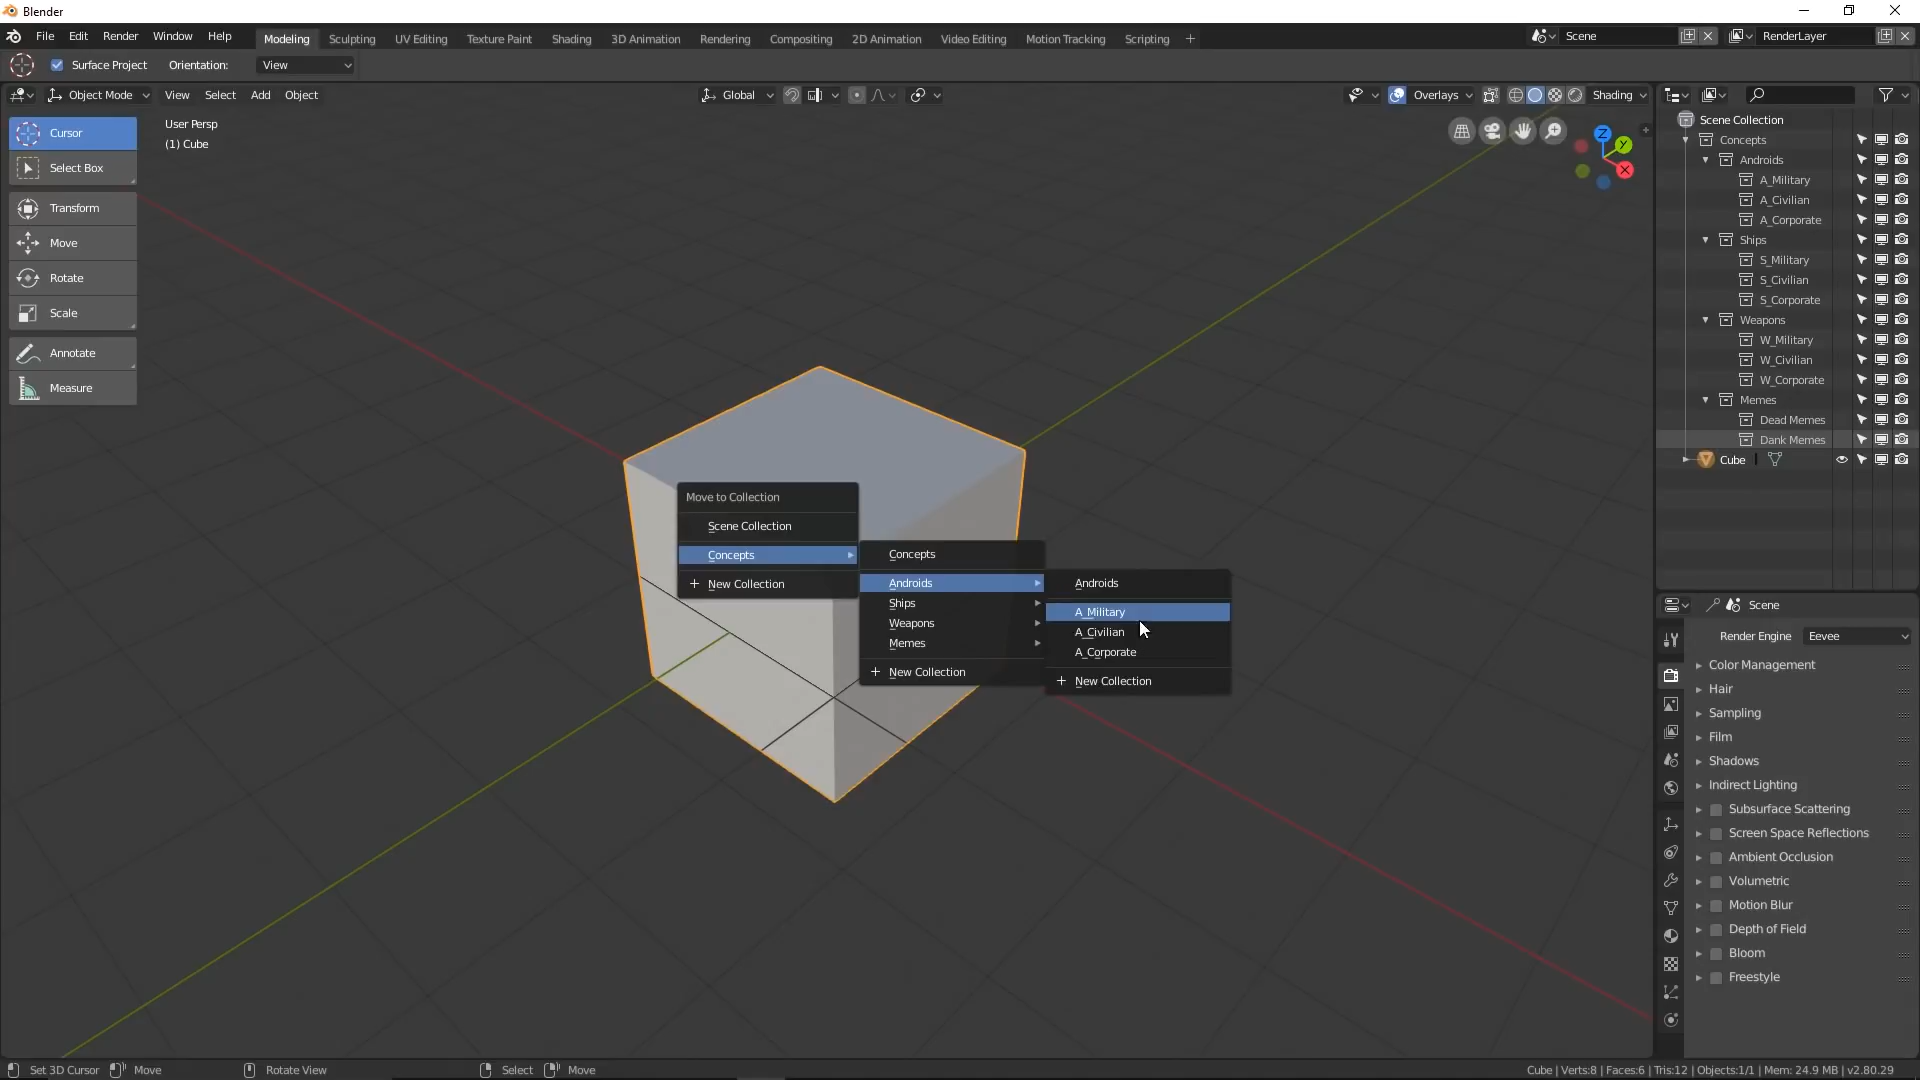 Blender
File Edit Render Window Help Modeling Sculpting UV Editing Texture Paint Shading 3D Animation Rendering Compositing 2D Animation Video Editing Motion Tracking Scripting + Scene RenderLayer
Surface Project Orientation: View
Object Mode View Select Add Object Global Overlays Shading
User Persp
(1) Cube
Cursor
Select Box
Transform
Move
Rotate
Scale
Annotate
Measure
Z
Y
X
Move to Collection
Scene Collection
Concepts
+ New Collection
Concepts
Androids
Ships
Weapons
Memes
+ New Collection
Androids
A_Military
A_Civilian
A_Corporate
+ New Collection
Scene Collection
Concepts
Androids
A_Military
A_Civilian
A_Corporate
Ships
S_Military
S_Civilian
S_Corporate
Weapons
W_Military
W_Civilian
W_Corporate
Memes
Dead Memes
Dank Memes
Cube
Scene
Render Engine Eevee
Color Management
Hair
Sampling
Film
Shadows
Indirect Lighting
Subsurface Scattering
Screen Space Reflections
Ambient Occlusion
Volumetric
Motion Blur
Depth of Field
Bloom
Freestyle
Set 3D Cursor Move Rotate View Select Move Cube | Verts:8 | Faces:6 | Tris:12 | Objects:1/1 | Mem: 24.9 MB | v2.80.29